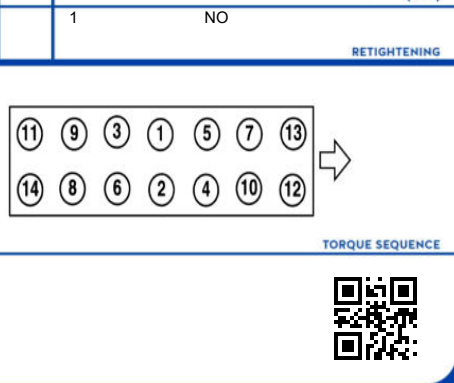 1 NO
RETIGHTENING
11 9 3 1 5 7 13
14 8 6 2 4 10 12
TORQUE SEQUENCE